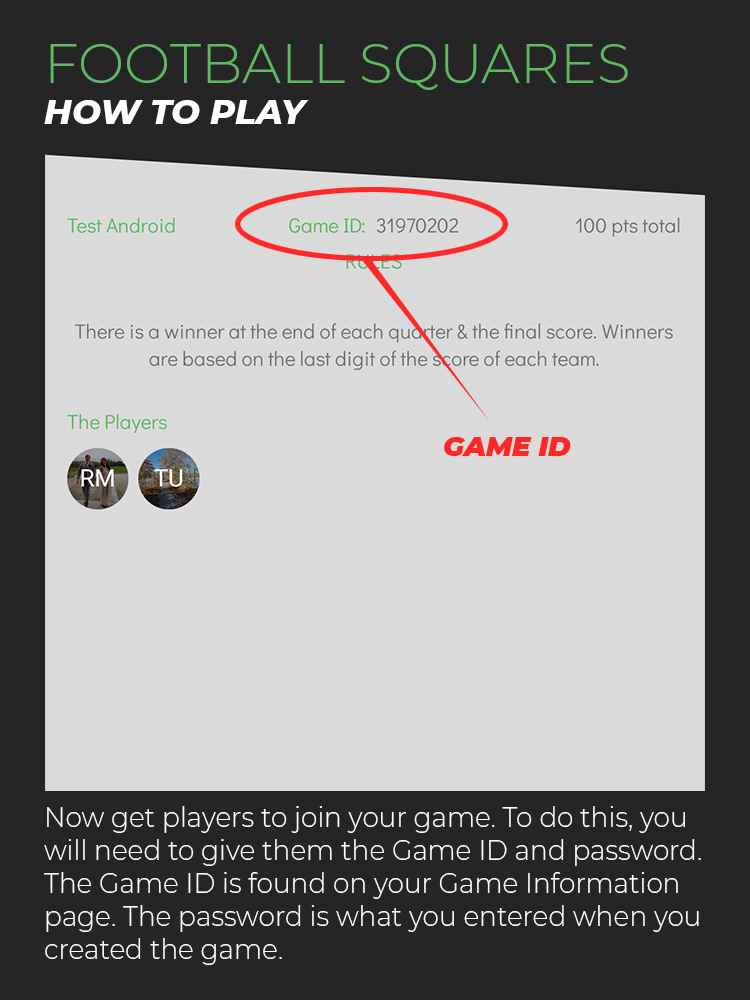 FOOTBALL SQUARES
HOW TO PLAY
Test Android
Game ID: 31970202
100 pts total
RULES
There is a winner at the end of each quarter & the final score. Winners
are based on the last digit of the score of each team.
The Players
RM
TU
GAME ID
Now get players to join your game. To do this, you
will need to give them the Game ID and password.
The Game ID is found on your Game Information
page. The password is what you entered when you
created the game.